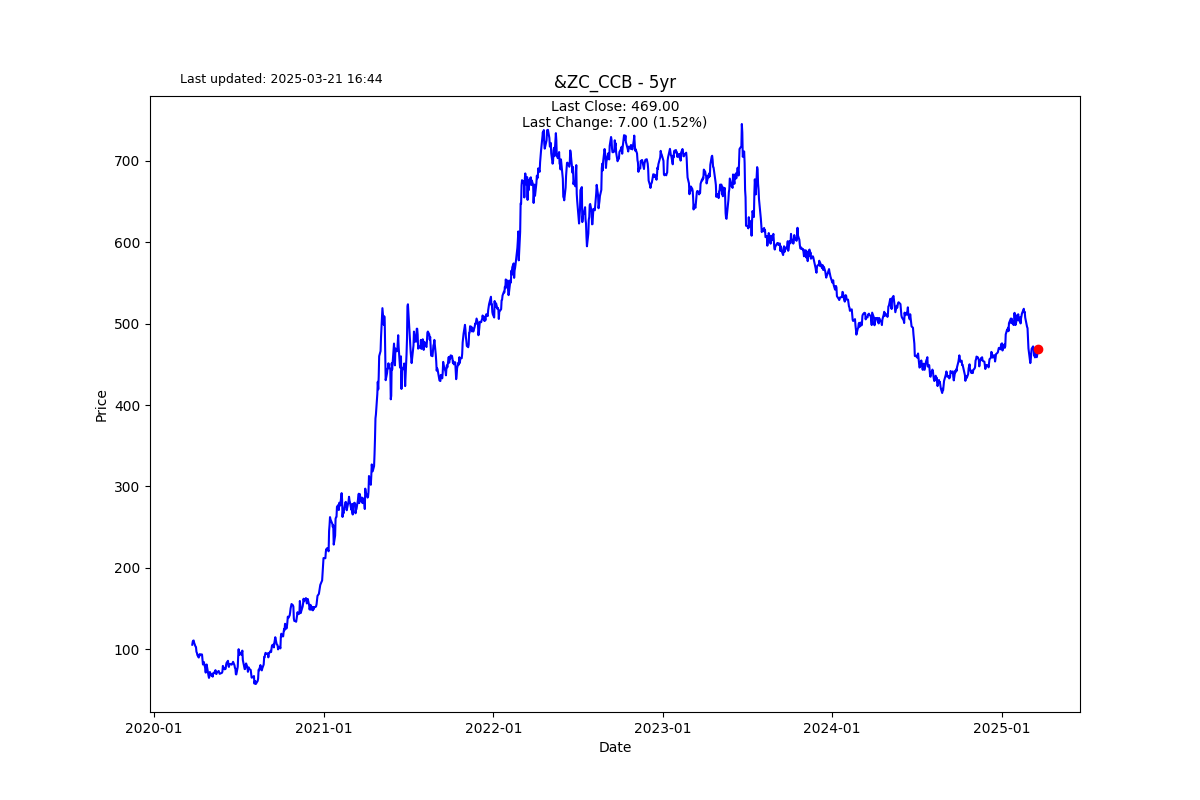 Last updated: 2025-03-21 16:44
&ZC_CCB - 5yr
Last Close: 469.00
Last Change: 7.00 (1.52%)
700
600
500
400
300
200
100
Price
2020-01 2021-01 2022-01 2023-01 2024-01 2025-01
Date